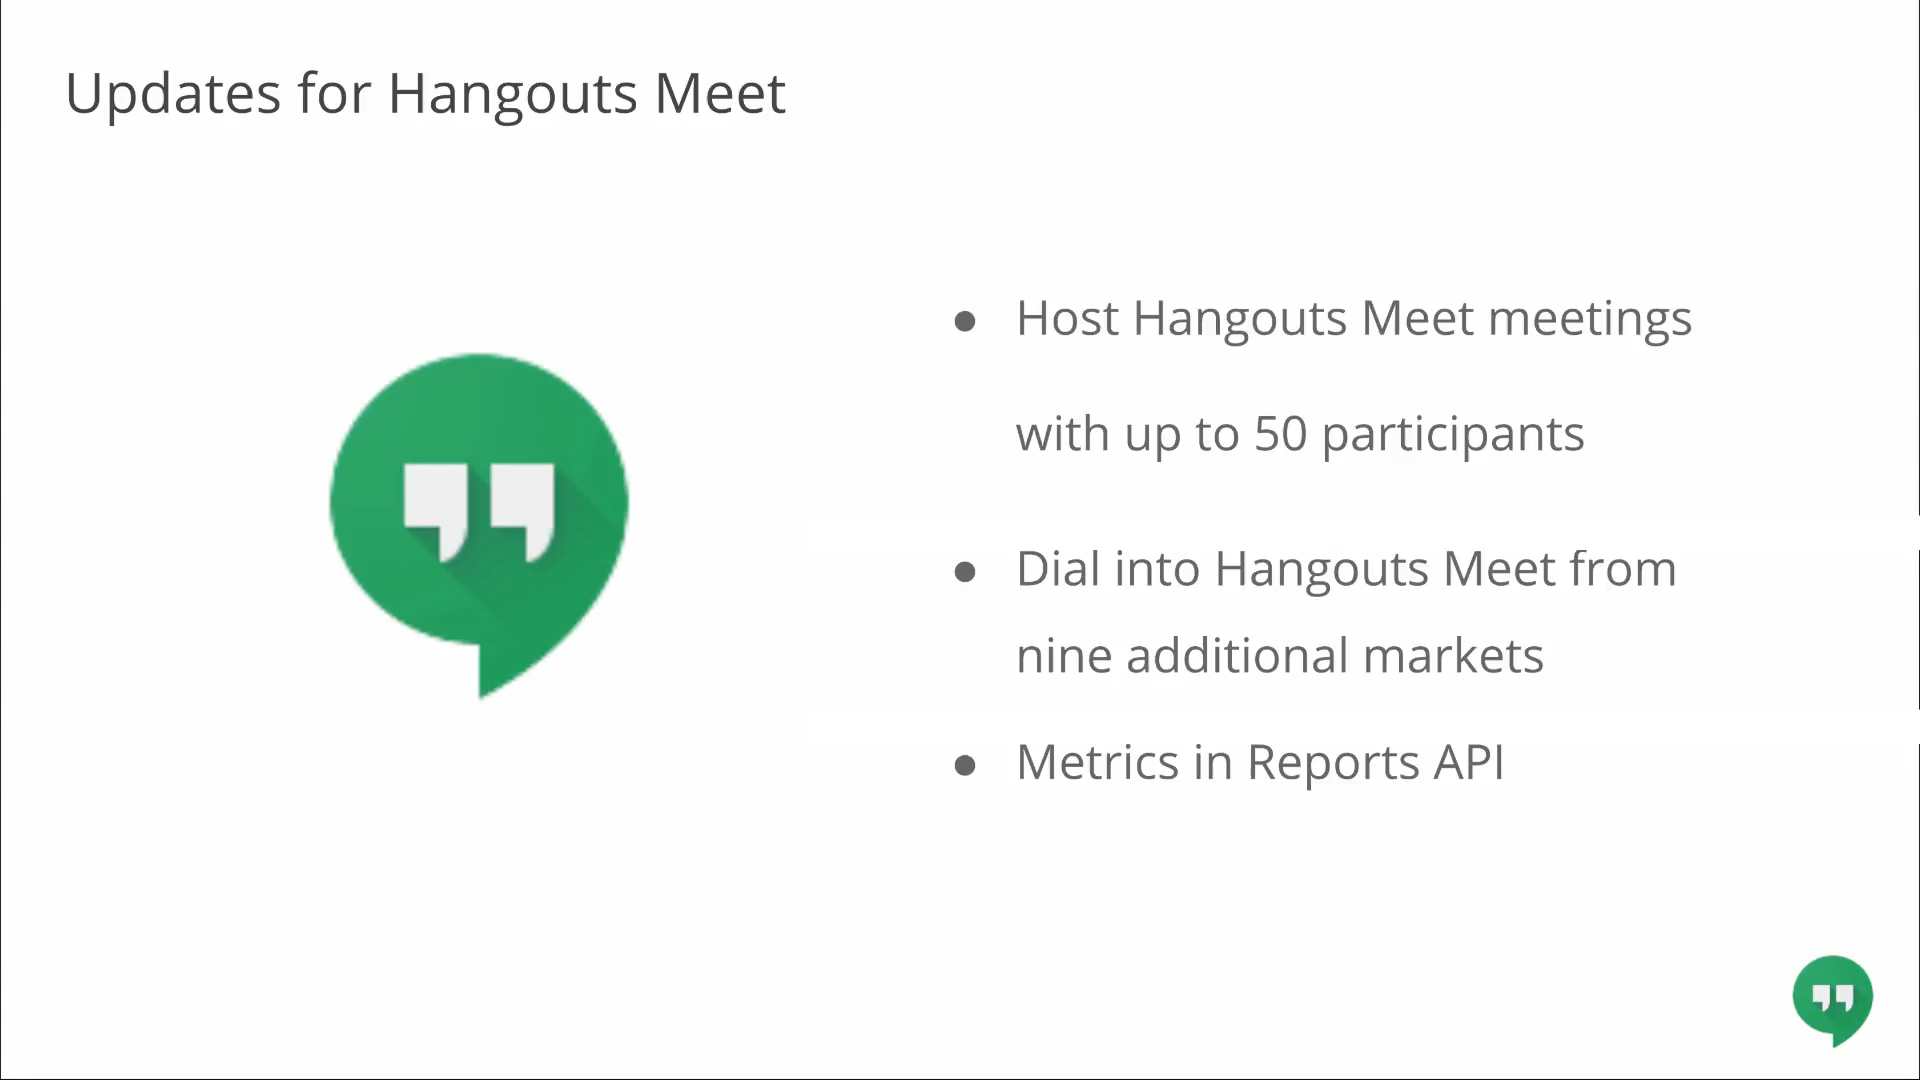 Updates for Hangouts Meet
● Host Hangouts Meet meetings
with up to 50 participants
● Dial into Hangouts Meet from
nine additional markets
● Metrics in Reports API